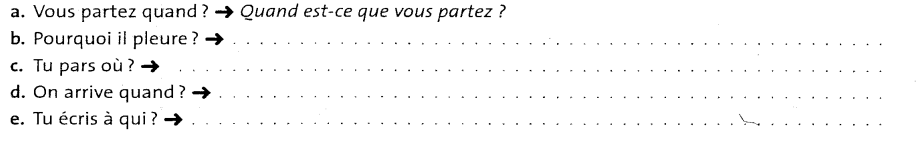 a. Vous partez quand ? ➔ Quand est-ce que vous partez ?
b. Pourquoi il pleure ? ➔ . . . . . . . . . . . . . . . . . . . . . . . . . . . . . . . . . . . . . . . . . . . . . . . .
c. Tu pars où ? ➔ . . . . . . . . . . . . . . . . . . . . . . . . . . . . . . . . . . . . . . . . . . . . . . . . . . . .
d. On arrive quand ? ➔ . . . . . . . . . . . . . . . . . . . . . . . . . . . . . . . . . . . . . . . . . . . . . . . . .
e. Tu écris à qui ? ➔ . . . . . . . . . . . . . . . . . . . . . . . . . . . . . . . . . . . . . . . . . . . . . . . . . . .